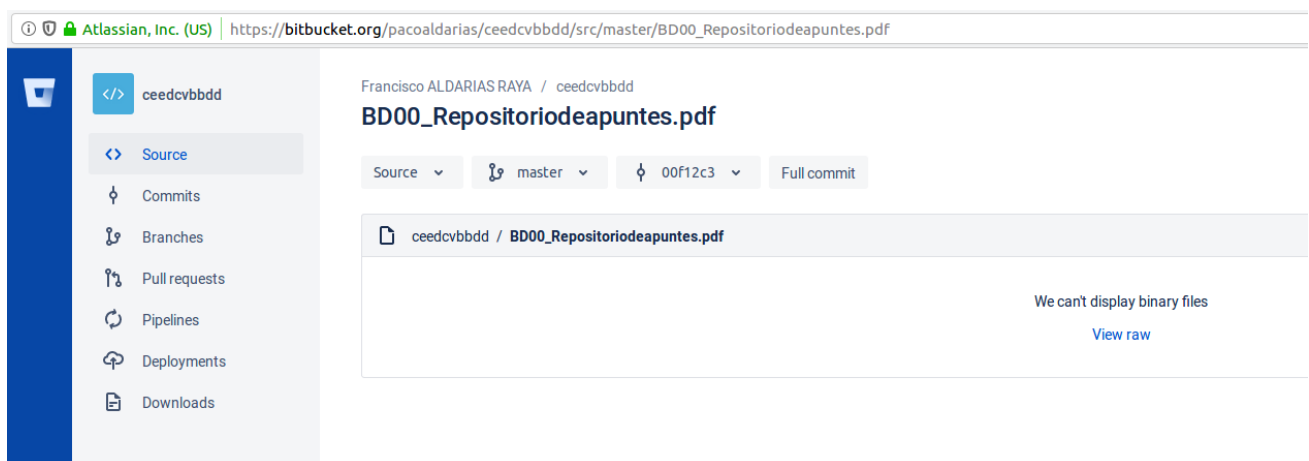 Atlassian, Inc. (US) https://bitbucket.org/pacoaldarias/ceedcvbbdd/src/master/BD00_Repositoriodeapuntes.pdf
</> ceedcvbbdd
Source
Commits
Branches
Pull requests
Pipelines
Deployments
Downloads
Francisco ALDARIAS RAYA / ceedcvbbdd
BD00_Repositoriodeapuntes.pdf
Source master 00f12c3 Full commit
ceedcvbbdd / BD00_Repositoriodeapuntes.pdf
We can't display binary files
View raw